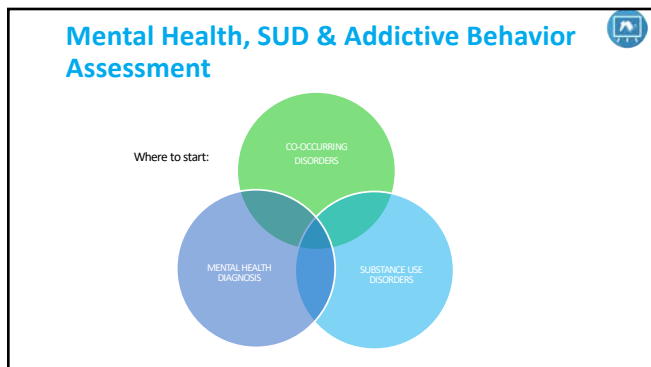 Mental Health, SUD & Addictive Behavior
Assessment
Where to start:
CO-OCCURRING
DISORDERS
MENTAL HEALTH
DIAGNOSIS
SUBSTANCE USE
DISORDERS